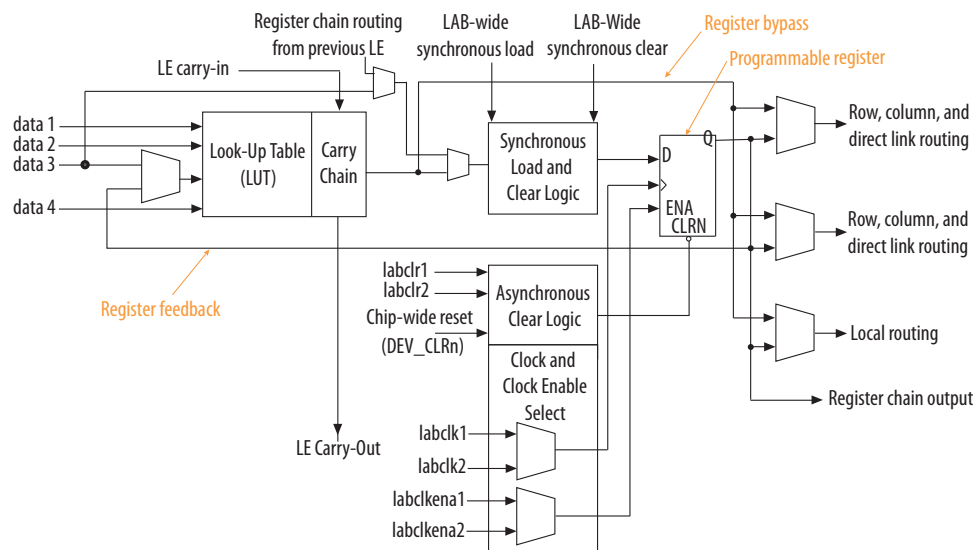 Register chain routing
from previous LE
LAB-wide
synchronous load
LAB-Wide
synchronous clear
Register bypass
Programmable register
LE carry-in
data 1
data 2
data 3
data 4
Look-Up Table
(LUT)
Carry
Chain
Synchronous
Load and
Clear Logic
D
Q
ENA
CLRN
Row, column, and
direct link routing
Row, column, and
direct link routing
Local routing
Register chain output
Register feedback
labclr1
labclr2
Chip-wide reset
(DEV_CLRn)
Asynchronous
Clear Logic
Clock and
Clock Enable
Select
LE Carry-Out
labclk1
labclk2
labclkena1
labclkena2